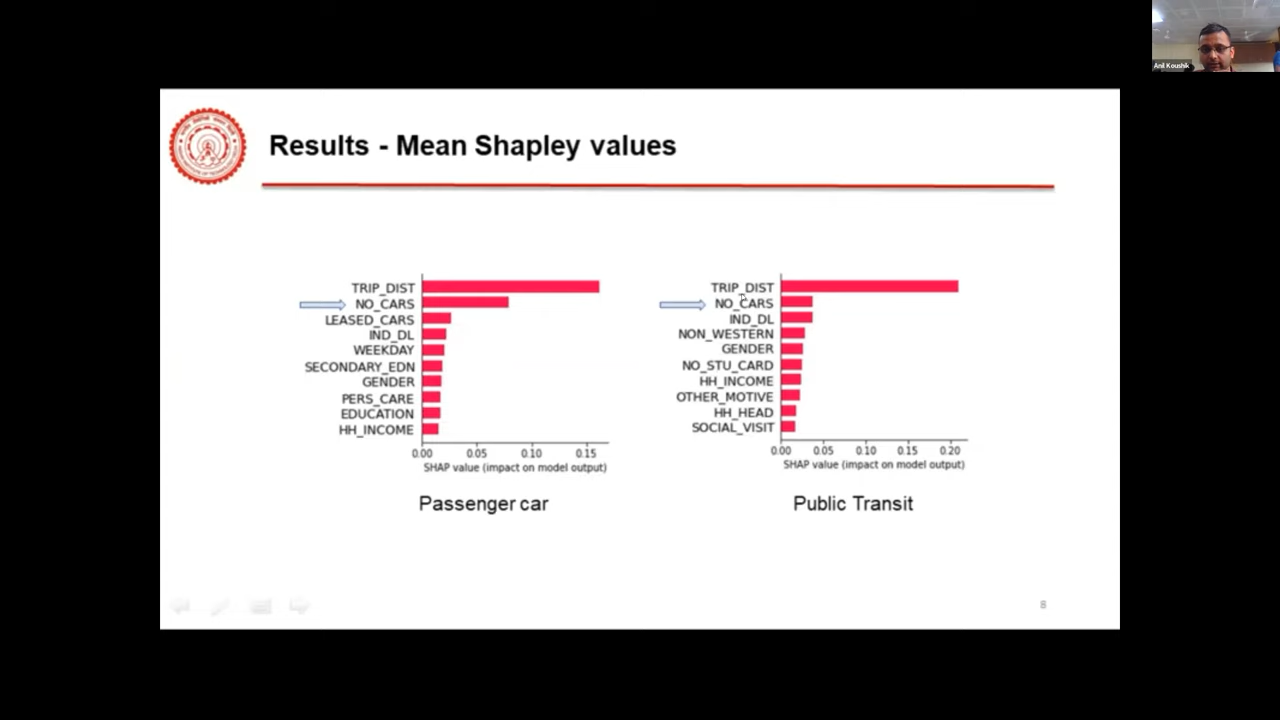 Anil Koushik
Results - Mean Shapley values
TRIP_DIST
NO_CARS
LEASED_CARS
IND_DL
WEEKDAY
SECONDARY_EDN
GENDER
PERS_CARE
EDUCATION
HH_INCOME
0.00 0.05 0.10 0.15
SHAP value (impact on model output)
Passenger car
TRIP_DIST
NO_CARS
IND_DL
NON_WESTERN
GENDER
NO_STU_CARD
HH_INCOME
OTHER_MOTIVE
HH_HEAD
SOCIAL_VISIT
0.00 0.05 0.10 0.15 0.20
SHAP value (impact on model output)
Public Transit
8